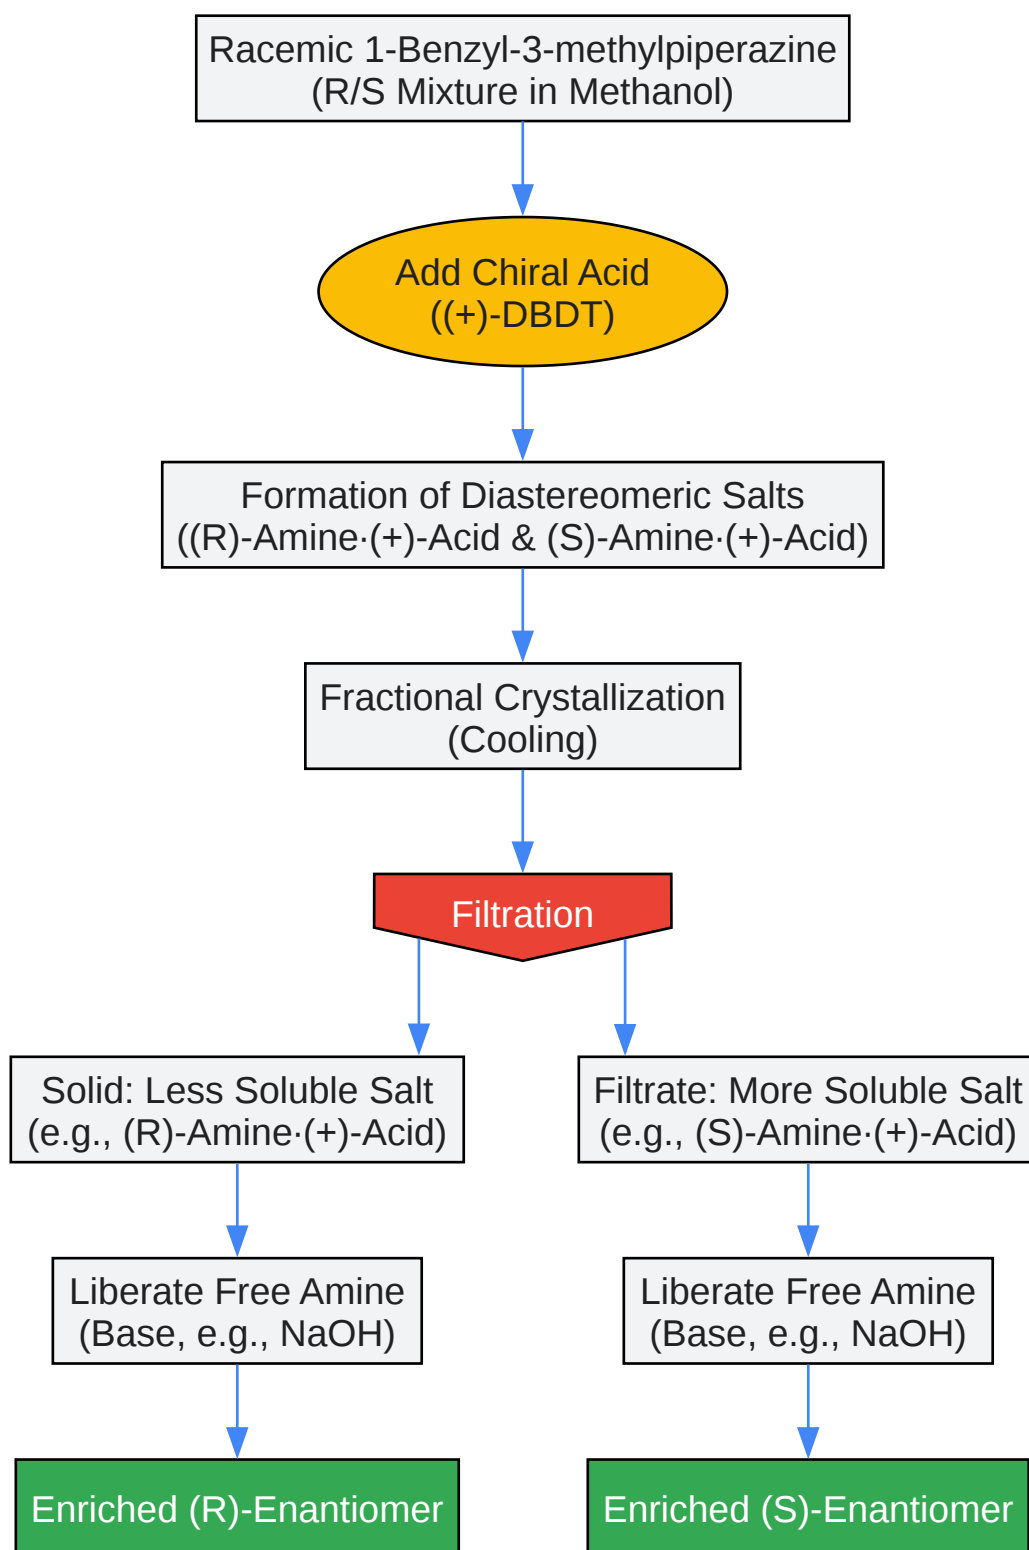 Racemic 1-Benzyl-3-methylpiperazine
(R/S Mixture in Methanol)
Add Chiral Acid
((+)-DBDT)
Formation of Diastereomeric Salts
((R)-Amine·(+)-Acid & (S)-Amine·(+)-Acid)
Fractional Crystallization
(Cooling)
Filtration
Solid: Less Soluble Salt
(e.g., (R)-Amine·(+)-Acid)
Filtrate: More Soluble Salt
(e.g., (S)-Amine·(+)-Acid)
Liberate Free Amine
(Base, e.g., NaOH)
Liberate Free Amine
(Base, e.g., NaOH)
Enriched (R)-Enantiomer
Enriched (S)-Enantiomer